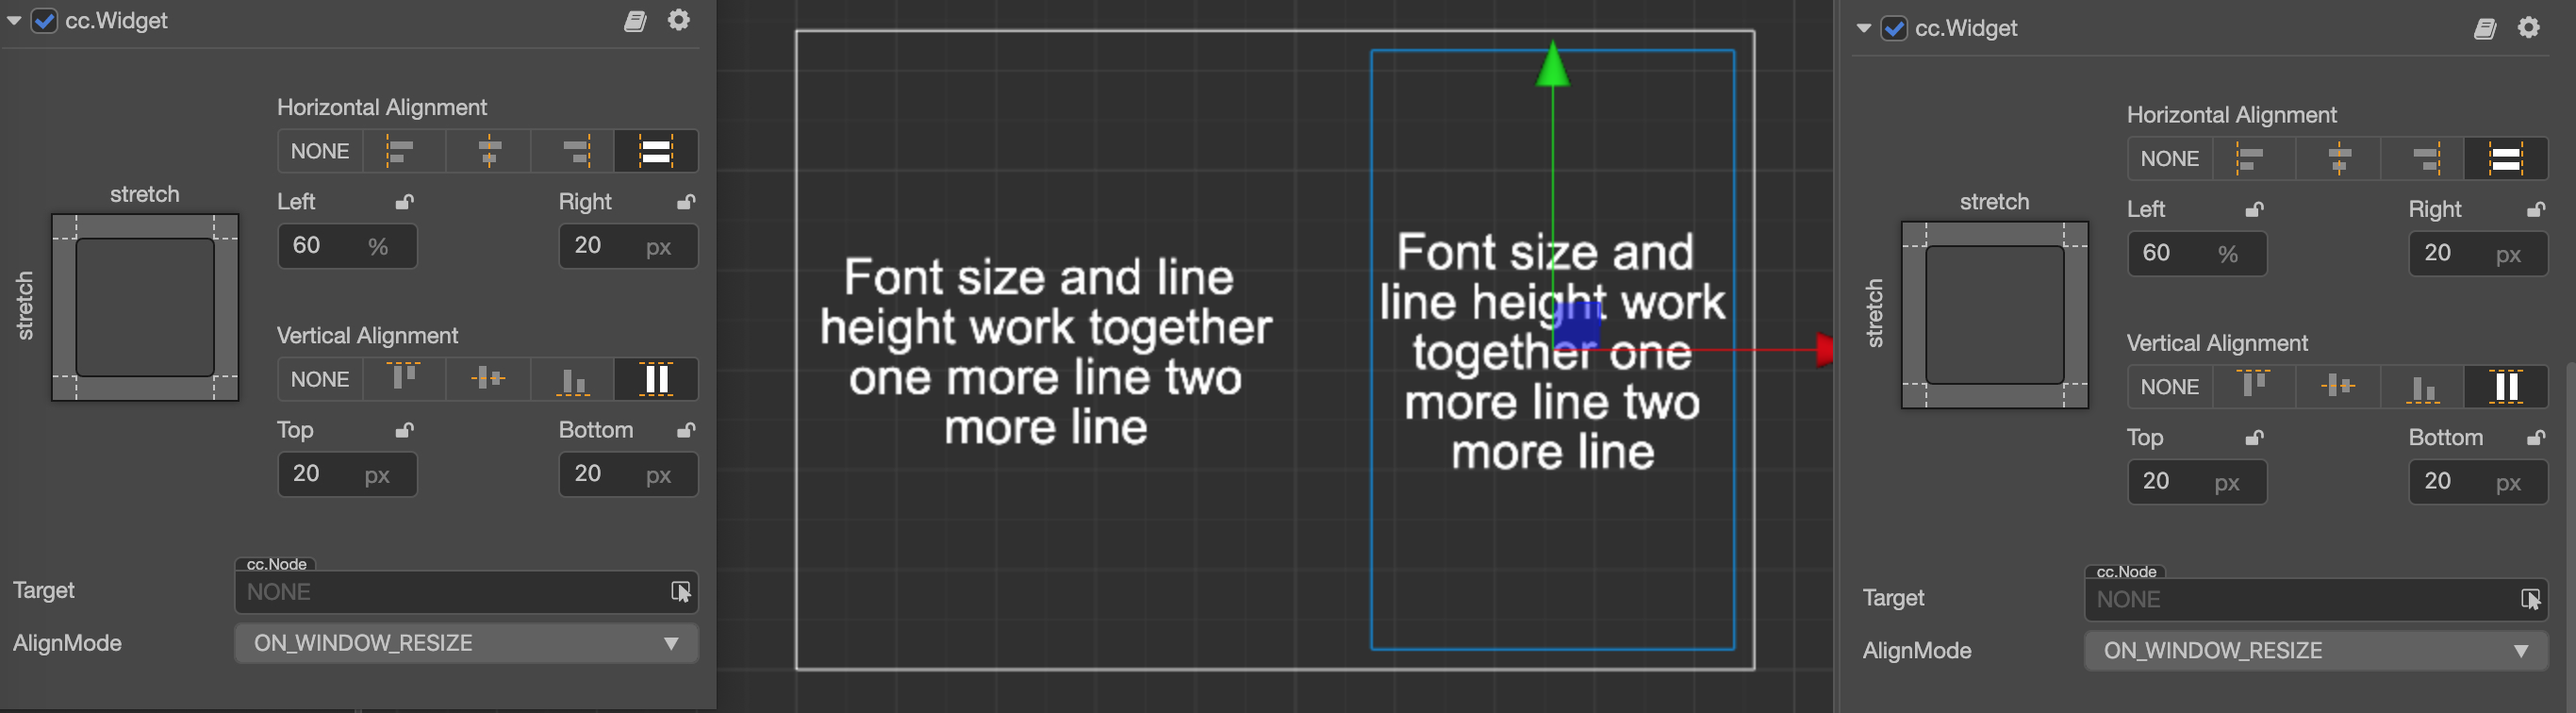 cc.Widget
Horizontal Alignment
NONE
stretch
Left
Right
60 %
20 px
stretch
Vertical Alignment
NONE
Top
Bottom
20 px
20 px
cc.Node
Target
NONE
AlignMode
ON_WINDOW_RESIZE
Font size and line
height work together
one more line two
more line
Font size and
line height work
together one
more line two
more line
cc.Widget
Horizontal Alignment
NONE
stretch
Left
Right
60 %
20 px
stretch
Vertical Alignment
NONE
Top
Bottom
20 px
20 px
cc.Node
Target
NONE
AlignMode
ON_WINDOW_RESIZE